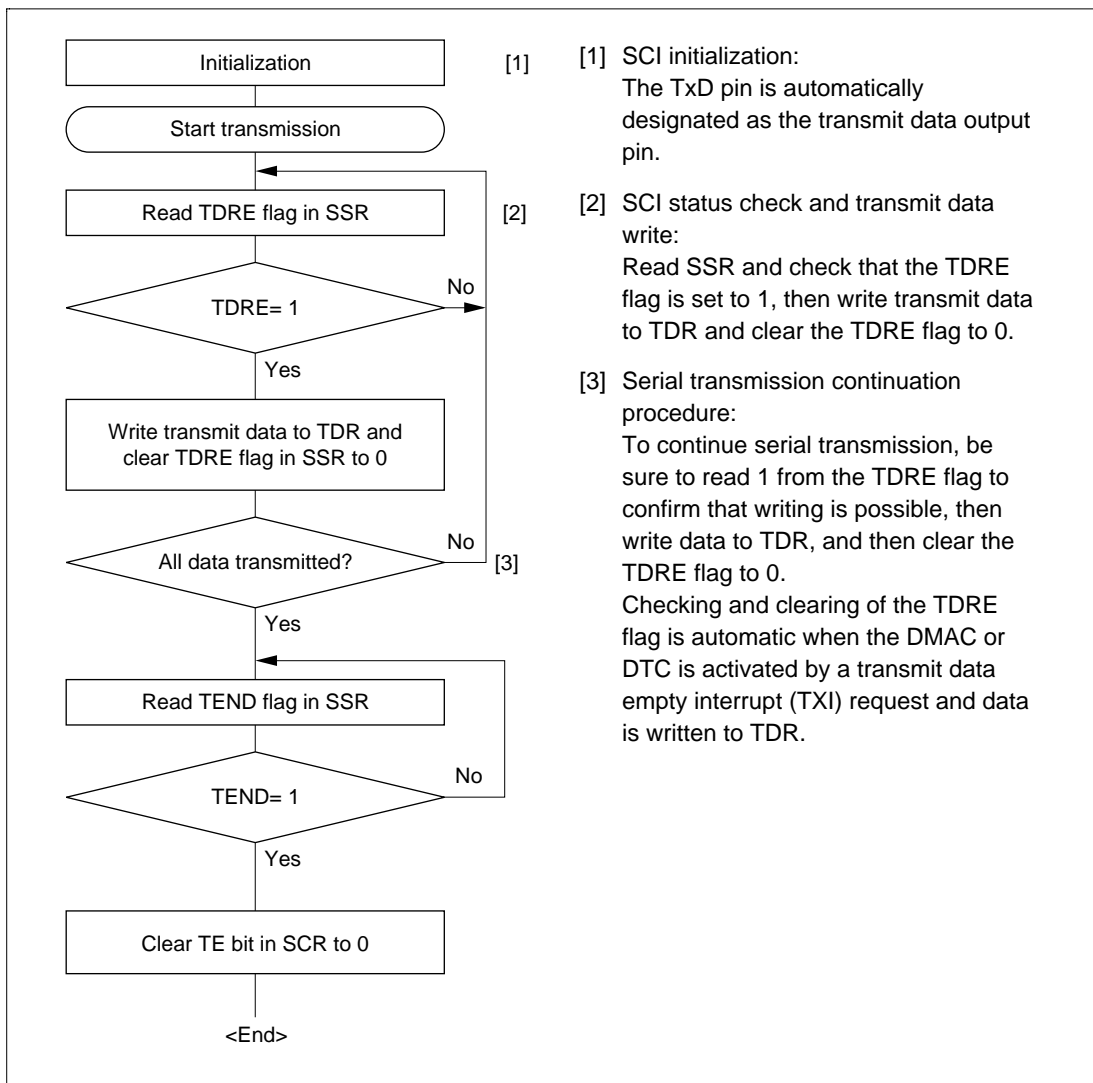 Initialization
[1]
Start transmission
Read TDRE flag in SSR
[2]
TDRE= 1
No
Yes
Write transmit data to TDR and
clear TDRE flag in SSR to 0
All data transmitted?
No
[3]
Yes
Read TEND flag in SSR
TEND= 1
No
Yes
Clear TE bit in SCR to 0
<End>
[1] SCI initialization:
The TxD pin is automatically
designated as the transmit data output
pin.
[2] SCI status check and transmit data
write:
Read SSR and check that the TDRE
flag is set to 1, then write transmit data
to TDR and clear the TDRE flag to 0.
[3] Serial transmission continuation
procedure:
To continue serial transmission, be
sure to read 1 from the TDRE flag to
confirm that writing is possible, then
write data to TDR, and then clear the
TDRE flag to 0.
Checking and clearing of the TDRE
flag is automatic when the DMAC or
DTC is activated by a transmit data
empty interrupt (TXI) request and data
is written to TDR.